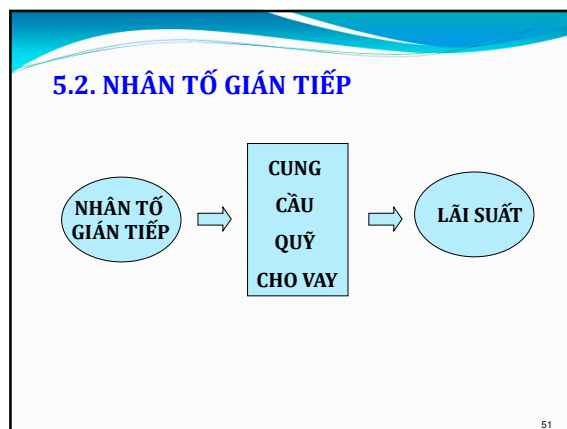 5.2. NHÂN TỐ GIÁN TIẾP
NHÂN TỐ
GIÁN TIẾP
CUNG
CẦU
QUỸ
CHO VAY
LÃI SUẤT
51